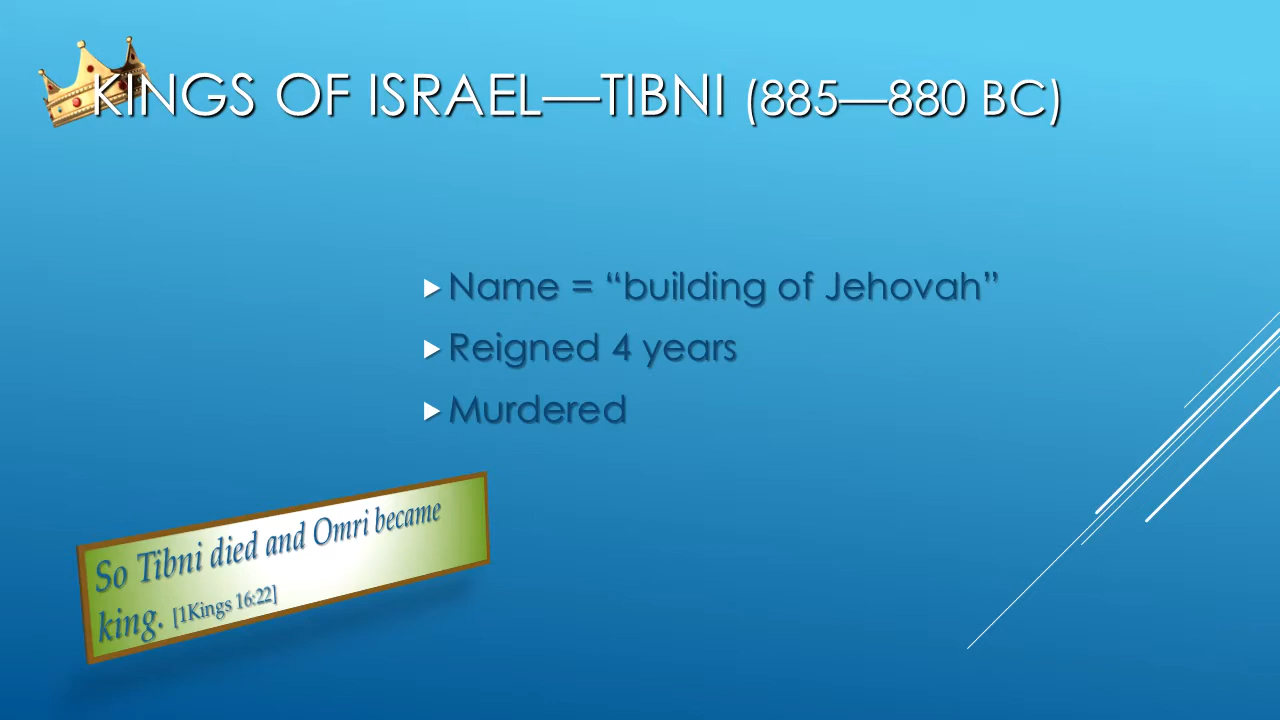 KINGS OF ISRAEL—TIBNI (885—880 BC)
Name = “building of Jehovah”
Reigned 4 years
Murdered
So Tibni died and Omri became
king. [1Kings 16:22]